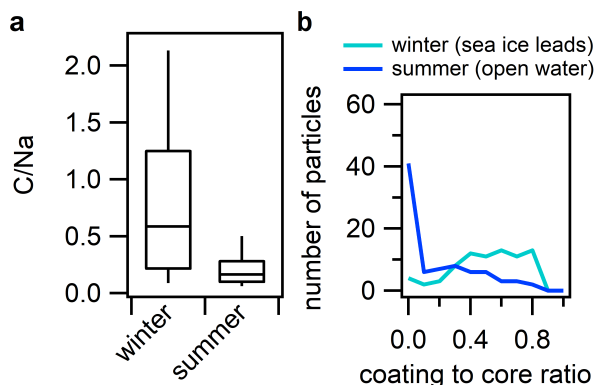 a
C/Na
2.0
1.5
1.0
0.5
0.0
winter
summer
b
winter (sea ice leads)
summer (open water)
number of particles
60
40
20
0
0.0 0.4 0.8
coating to core ratio